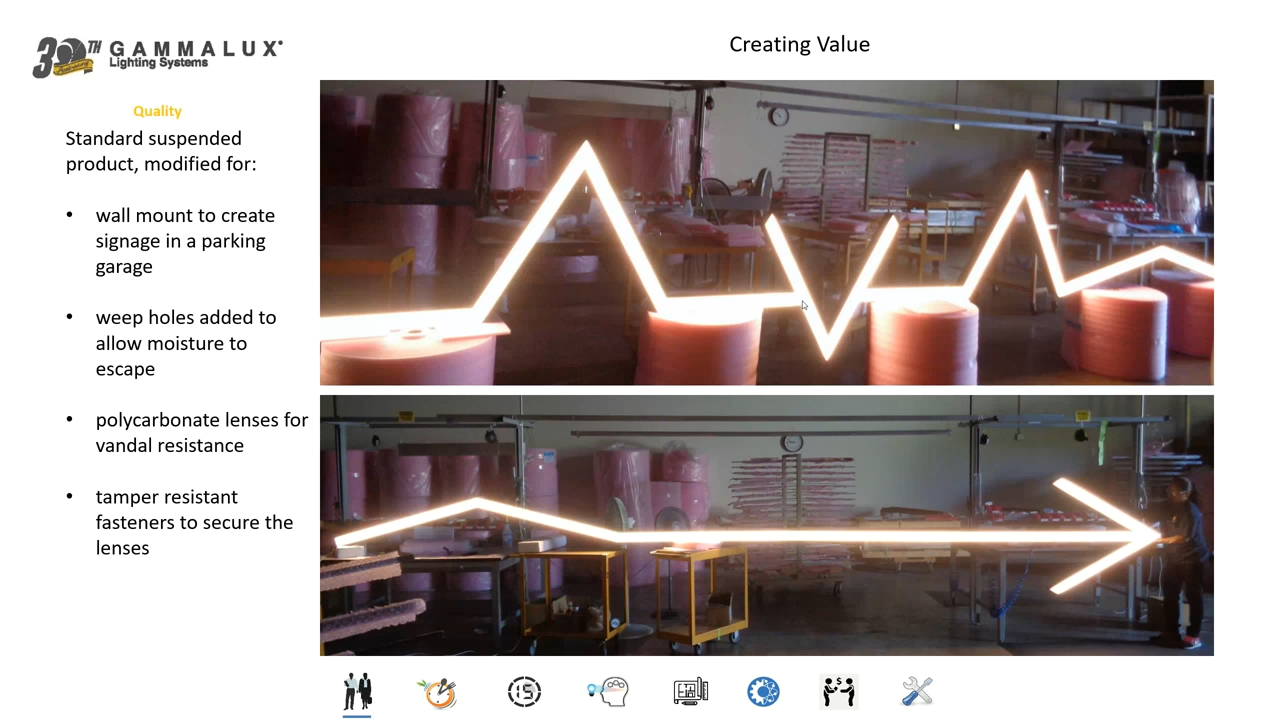 30TH
Anniversary
GAMMALUX
Lighting Systems
Creating Value
Quality
Standard suspended
product, modified for:
• wall mount to create
signage in a parking
garage
• weep holes added to
allow moisture to
escape
• polycarbonate lenses for
vandal resistance
• tamper resistant
fasteners to secure the
lenses
15
$